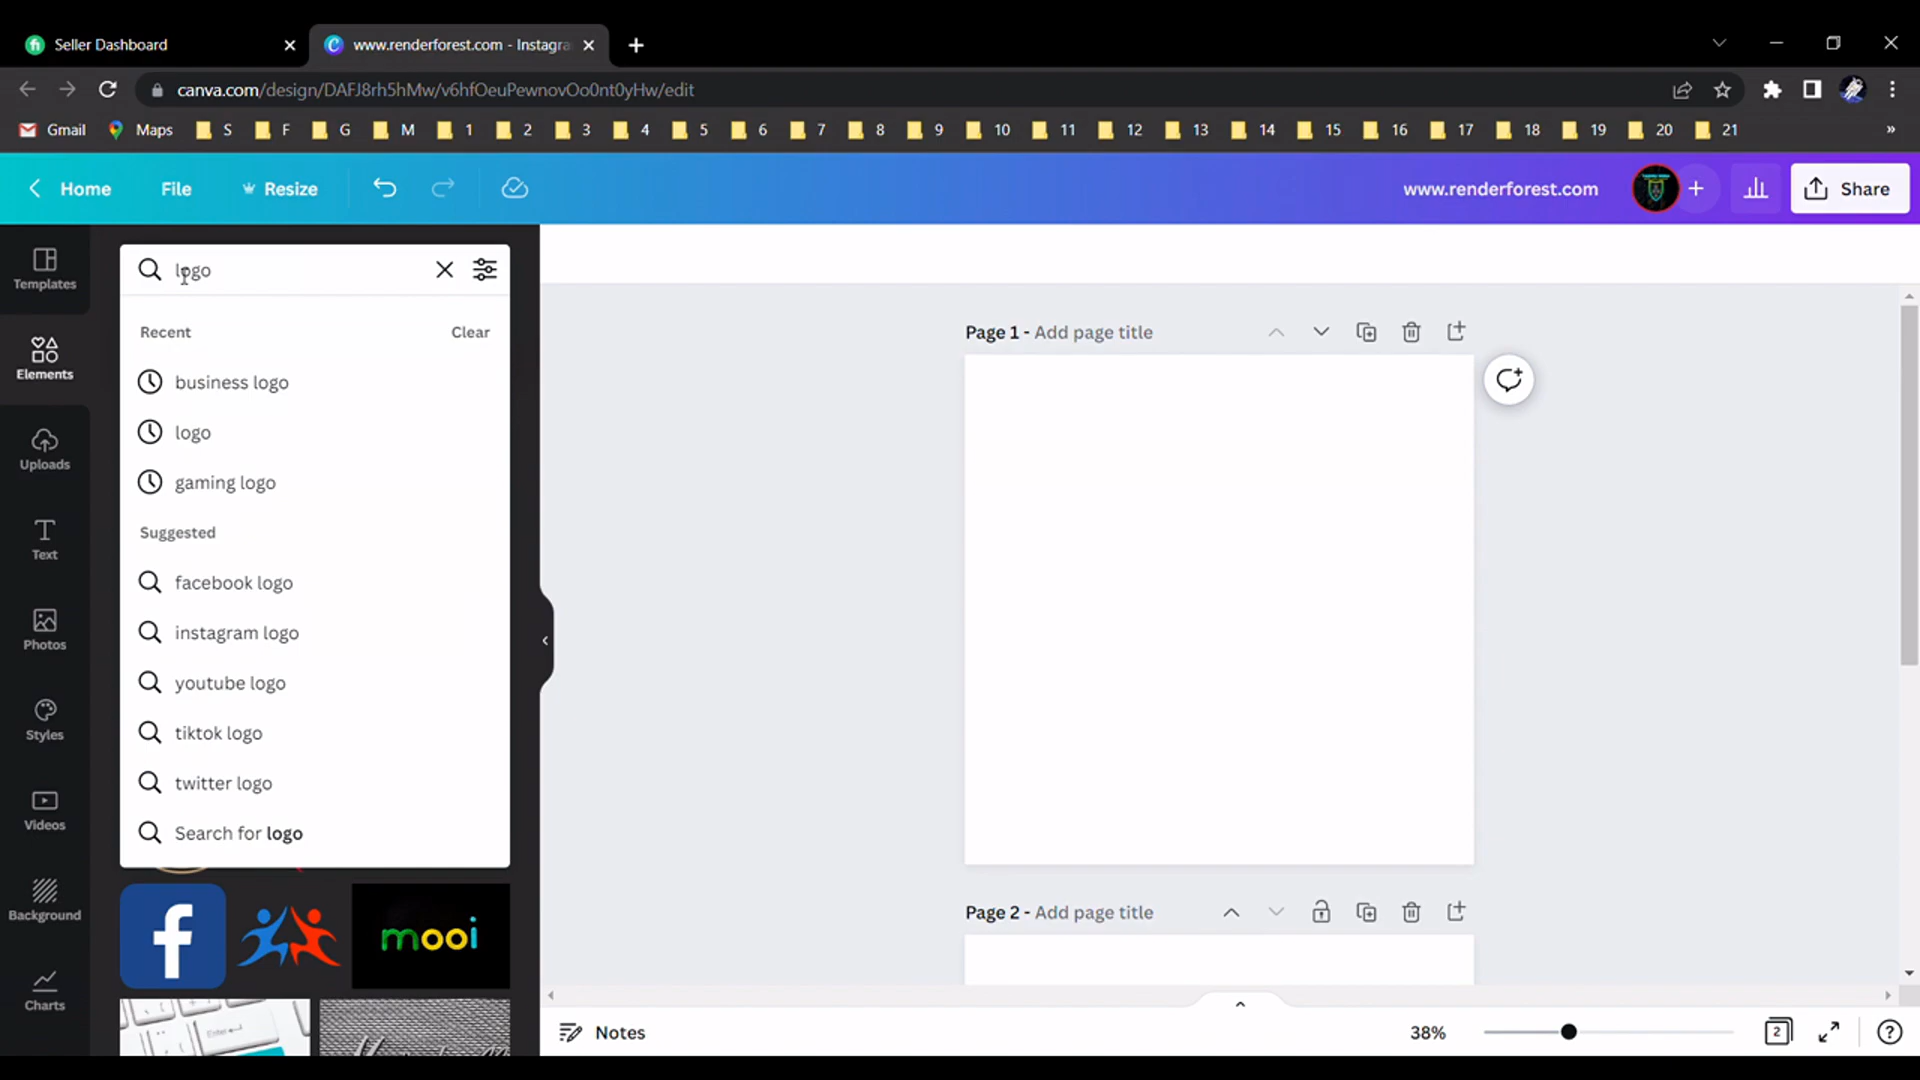 Seller Dashboard
www.renderforest.com - Instagra
canva.com/design/DAFJ8rh5hMw/v6hfOeuPewnovOo0nt0yHw/edit
Gmail Maps S F G M 1 2 3 4 5 6 7 8 9 10 11 12 13 14 15 16 17 18 19 20 21 »
Home File Resize www.renderforest.com Share
Templates
Elements
Uploads
Text
Photos
Styles
Videos
Background
Charts
logo
Recent Clear
business logo
logo
gaming logo
Suggested
facebook logo
instagram logo
youtube logo
tiktok logo
twitter logo
Search for logo
f
mooi
Enter
Page 1 - Add page title
Page 2 - Add page title
Notes
38%
2
?